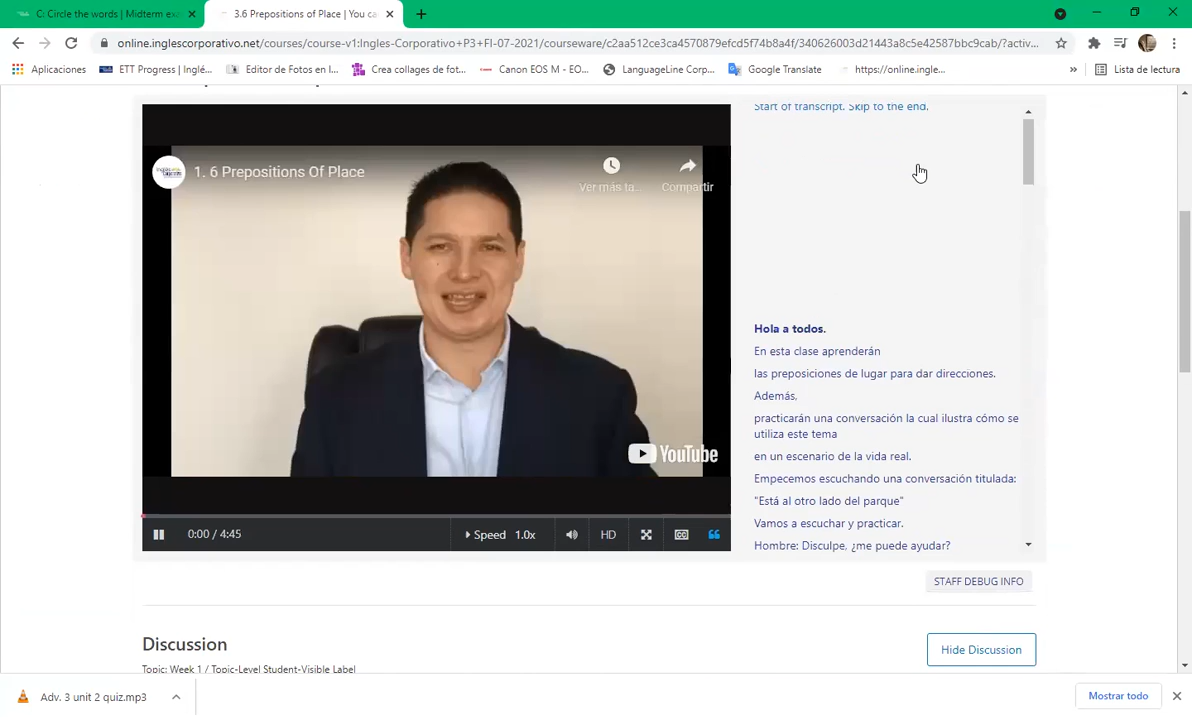 C: Circle the words | Midterm exa
3.6 Prepositions of Place | You ca
online.inglescorporativo.net/courses/course-v1:Ingles-Corporativo+P3+FI-07-2021/courseware/c2aa512ce3ca4570879efcd5f74b8a4f/340626003d21443a8c5e42587bbc9cab/?activ...
Aplicaciones
ETT Progress | Inglé...
Editor de Fotos en l...
Crea collages de fot...
Canon EOS M - EO...
LanguageLine Corp...
Google Translate
https://online.ingle...
»
Lista de lectura
1. 6 Prepositions Of Place
Ver más ta...
Compartir
YouTube
0:00 / 4:45
Speed 1.0x
HD
CC
Start of transcript. Skip to the end.
Hola a todos.
En esta clase aprenderán
las preposiciones de lugar para dar direcciones.
Además,
practicarán una conversación la cual ilustra cómo se
utiliza este tema
en un escenario de la vida real.
Empecemos escuchando una conversación titulada:
"Está al otro lado del parque"
Vamos a escuchar y practicar.
Hombre: Disculpe, ¿me puede ayudar?
STAFF DEBUG INFO
Discussion
Hide Discussion
Topic: Week 1 / Topic-Level Student-Visible Label
Adv. 3 unit 2 quiz.mp3
Mostrar todo